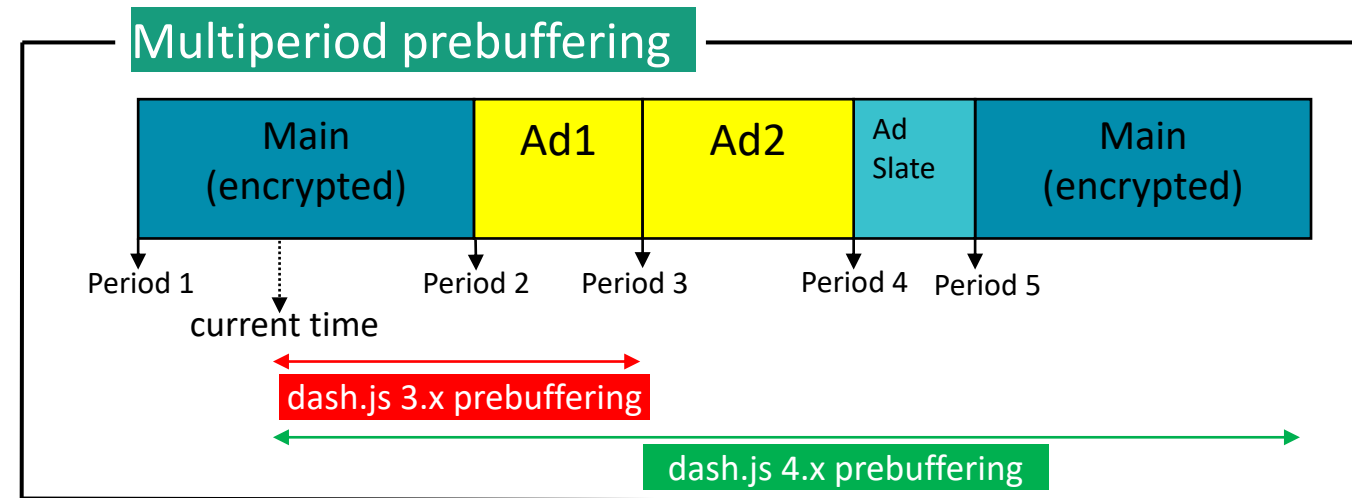 Multiperiod prebuffering
Main
(encrypted)
Ad1
Ad2
Ad
Slate
Main
(encrypted)
Period 1
Period 2
Period 3
Period 4
Period 5
current time
dash.js 3.x prebuffering
dash.js 4.x prebuffering